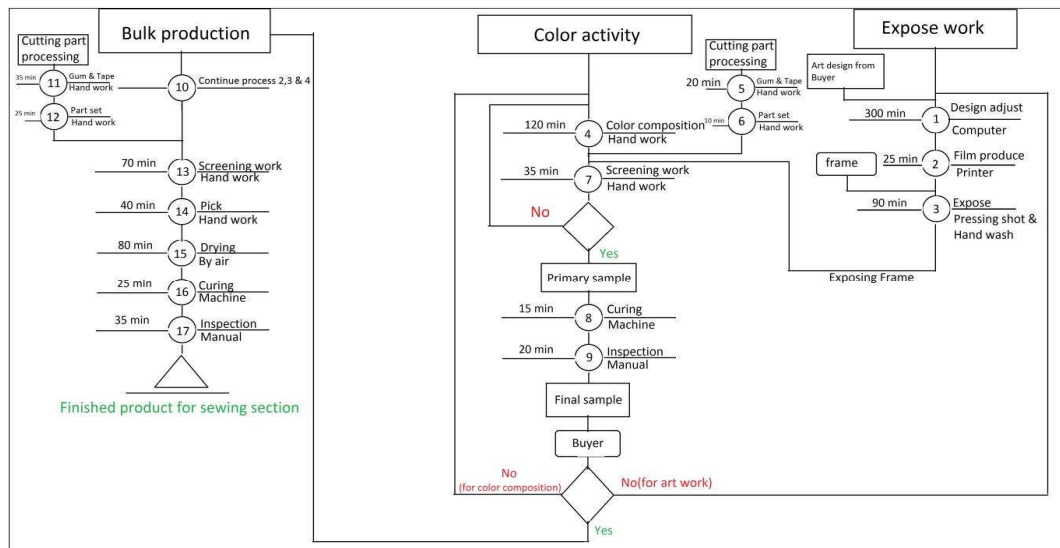 Bulk production
Cutting part
processing
35 min
11
Gum & Tape
Hand work
10
Continue process 2,3 & 4
25 min
12
Part set
Hand work
70 min
13
Screening work
Hand work
40 min
14
Pick
Hand work
80 min
15
Drying
By air
25 min
16
Curing
Machine
35 min
17
Inspection
Manual
Finished product for sewing section
Color activity
Cutting part
processing
20 min
5
Gum & Tape
Hand work
10 min
6
Part set
Hand work
120 min
4
Color composition
Hand work
35 min
7
Screening work
Hand work
No
Yes
Primary sample
15 min
8
Curing
Machine
20 min
9
Inspection
Manual
Final sample
Buyer
No
(for color composition)
No(for art work)
Yes
Expose work
Art design from
Buyer
300 min
1
Design adjust
Computer
frame
25 min
2
Film produce
Printer
90 min
3
Expose
Pressing shot &
Hand wash
Exposing Frame